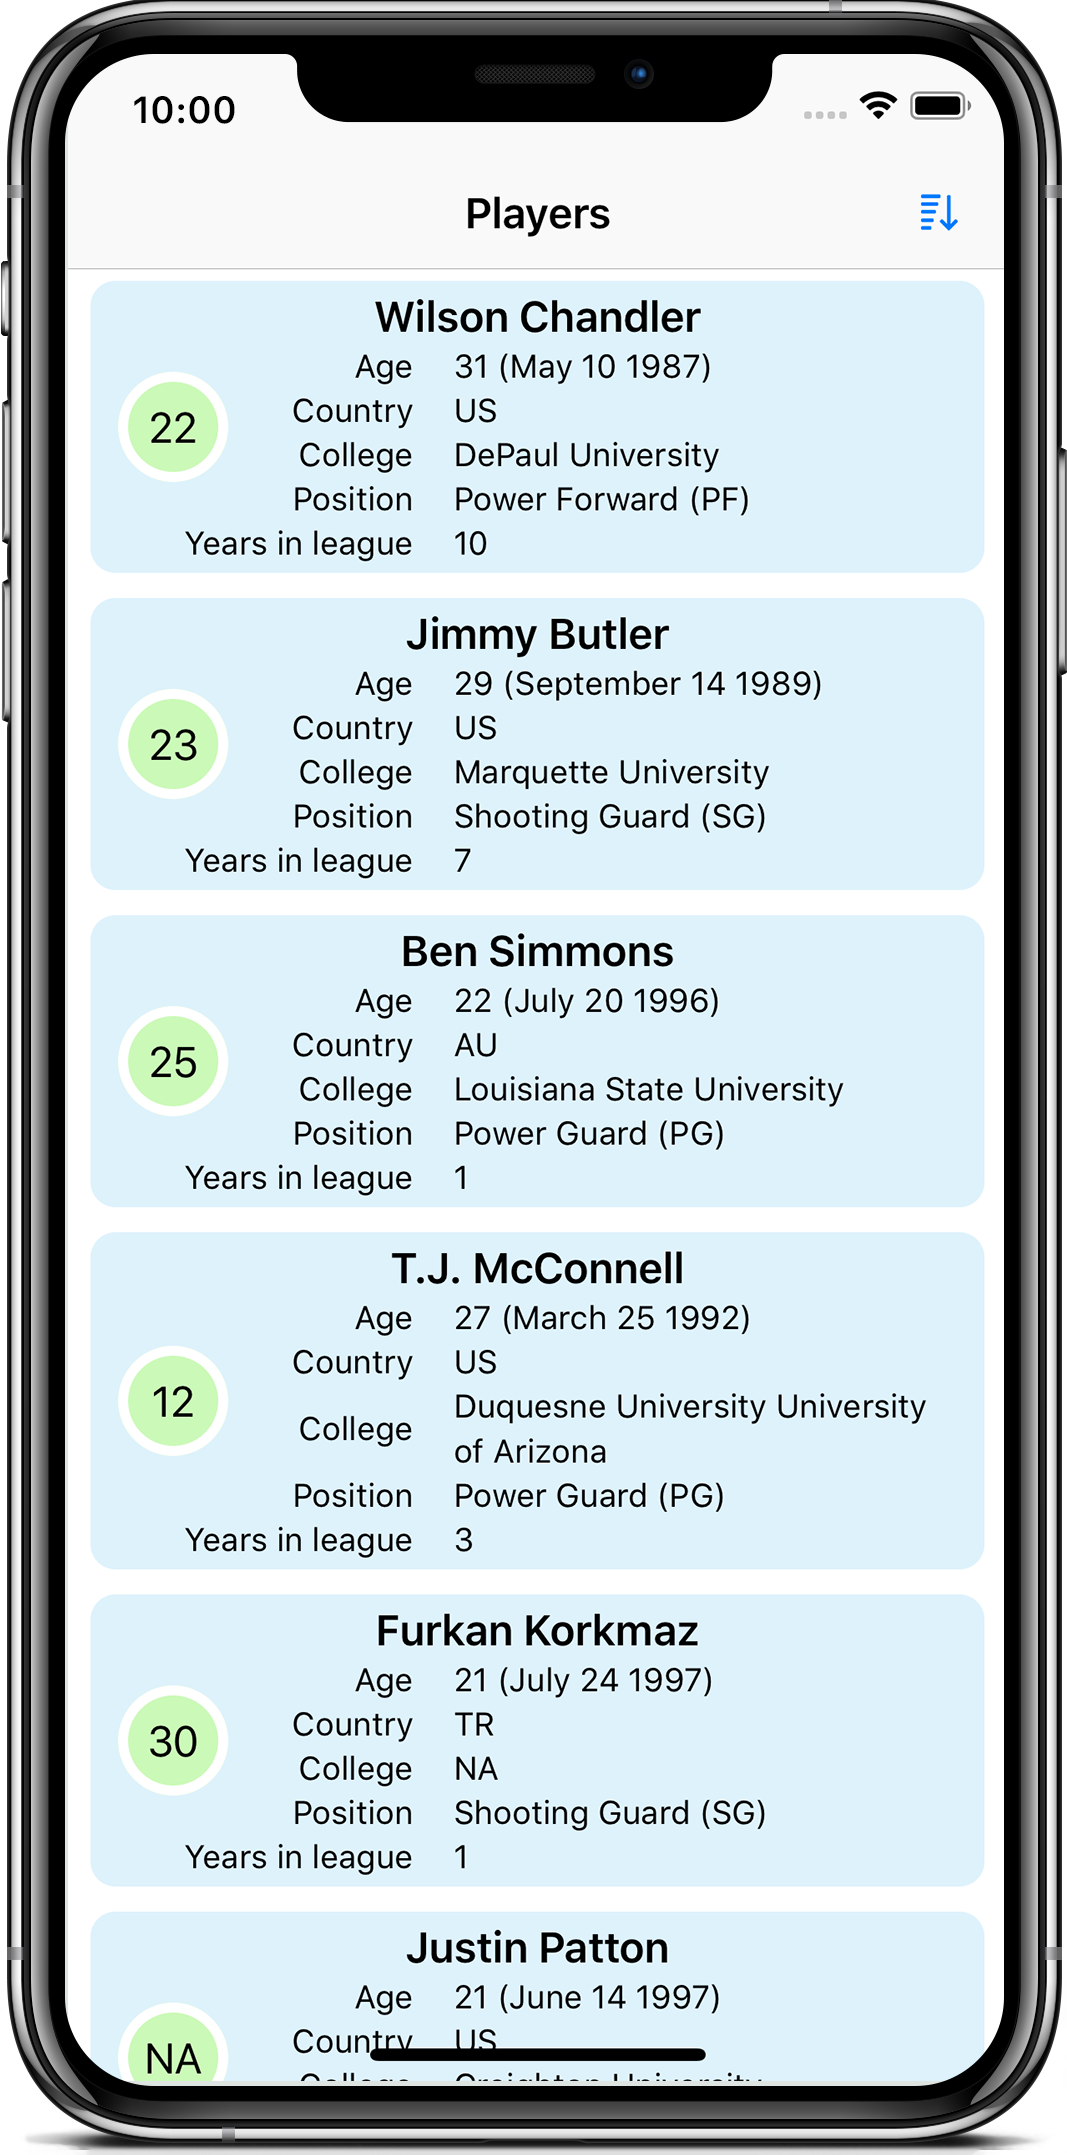 10:00
Players
Wilson Chandler
Age 31 (May 10 1987)
Country US
22
College DePaul University
Position Power Forward (PF)
Years in league 10
Jimmy Butler
Age 29 (September 14 1989)
Country US
23
College Marquette University
Position Shooting Guard (SG)
Years in league 7
Ben Simmons
Age 22 (July 20 1996)
Country AU
25
College Louisiana State University
Position Power Guard (PG)
Years in league 1
T.J. McConnell
Age 27 (March 25 1992)
Country US
12
College Duquesne University University
of Arizona
Position Power Guard (PG)
Years in league 3
Furkan Korkmaz
Age 21 (July 24 1997)
Country TR
30
College NA
Position Shooting Guard (SG)
Years in league 1
Justin Patton
Age 21 (June 14 1997)
Country US
NA
College Creighton University